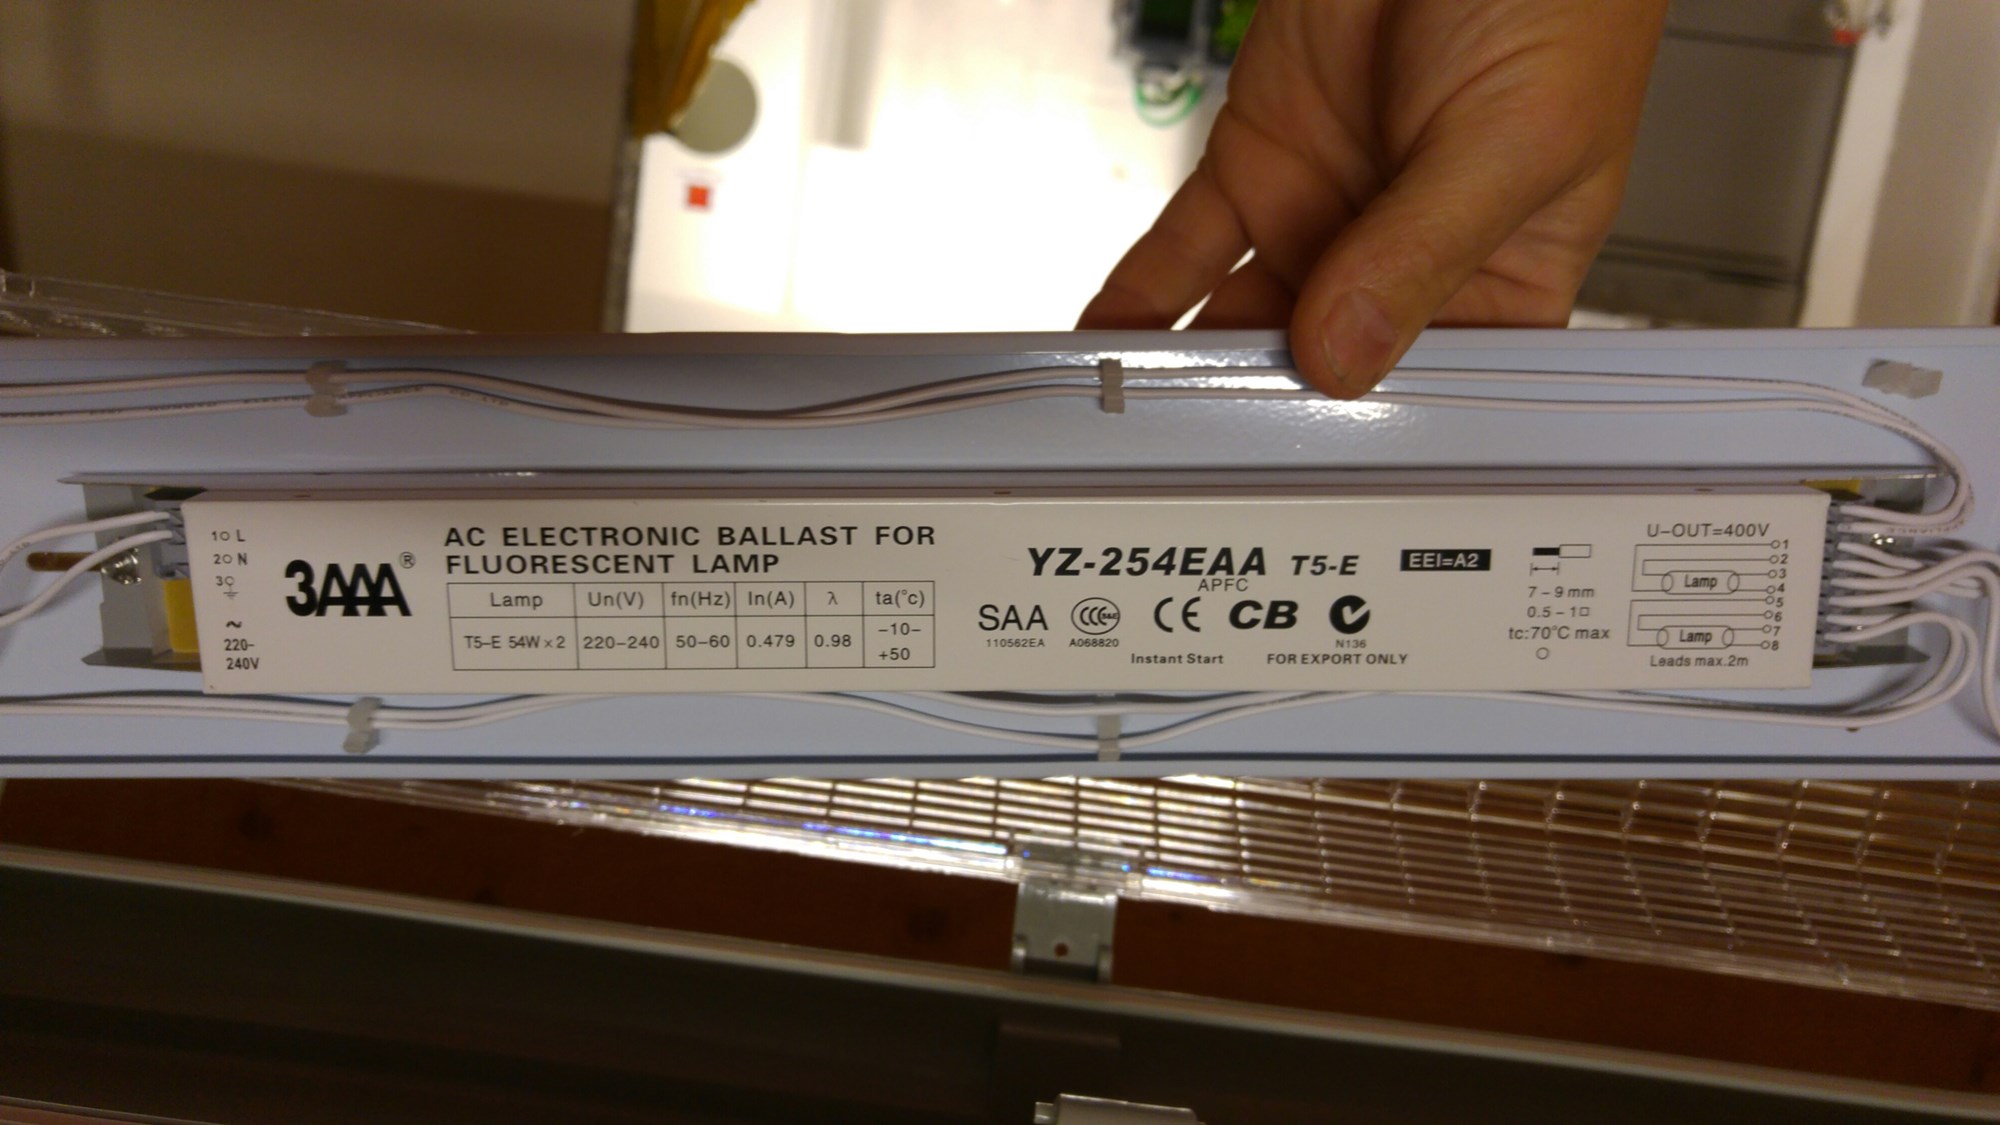 1 L
2 N
3
~
220-
240V
3AAA®
AC ELECTRONIC BALLAST FOR
FLUORESCENT LAMP
Lamp Un(V) fn(Hz) In(A) λ ta(°c)
T5-E 54W×2 220-240 50-60 0.479 0.98 -10-
+50
YZ-254EAA T5-E EEI=A2
APFC
SAA CCC S&E CE CB
110562EA A068820 N136
Instant Start FOR EXPORT ONLY
7-9mm
0.5-1□
tc:70°C max
U-OUT=400V
1
2
Lamp 3
4
5
6
Lamp 7
8
Leads max.2m